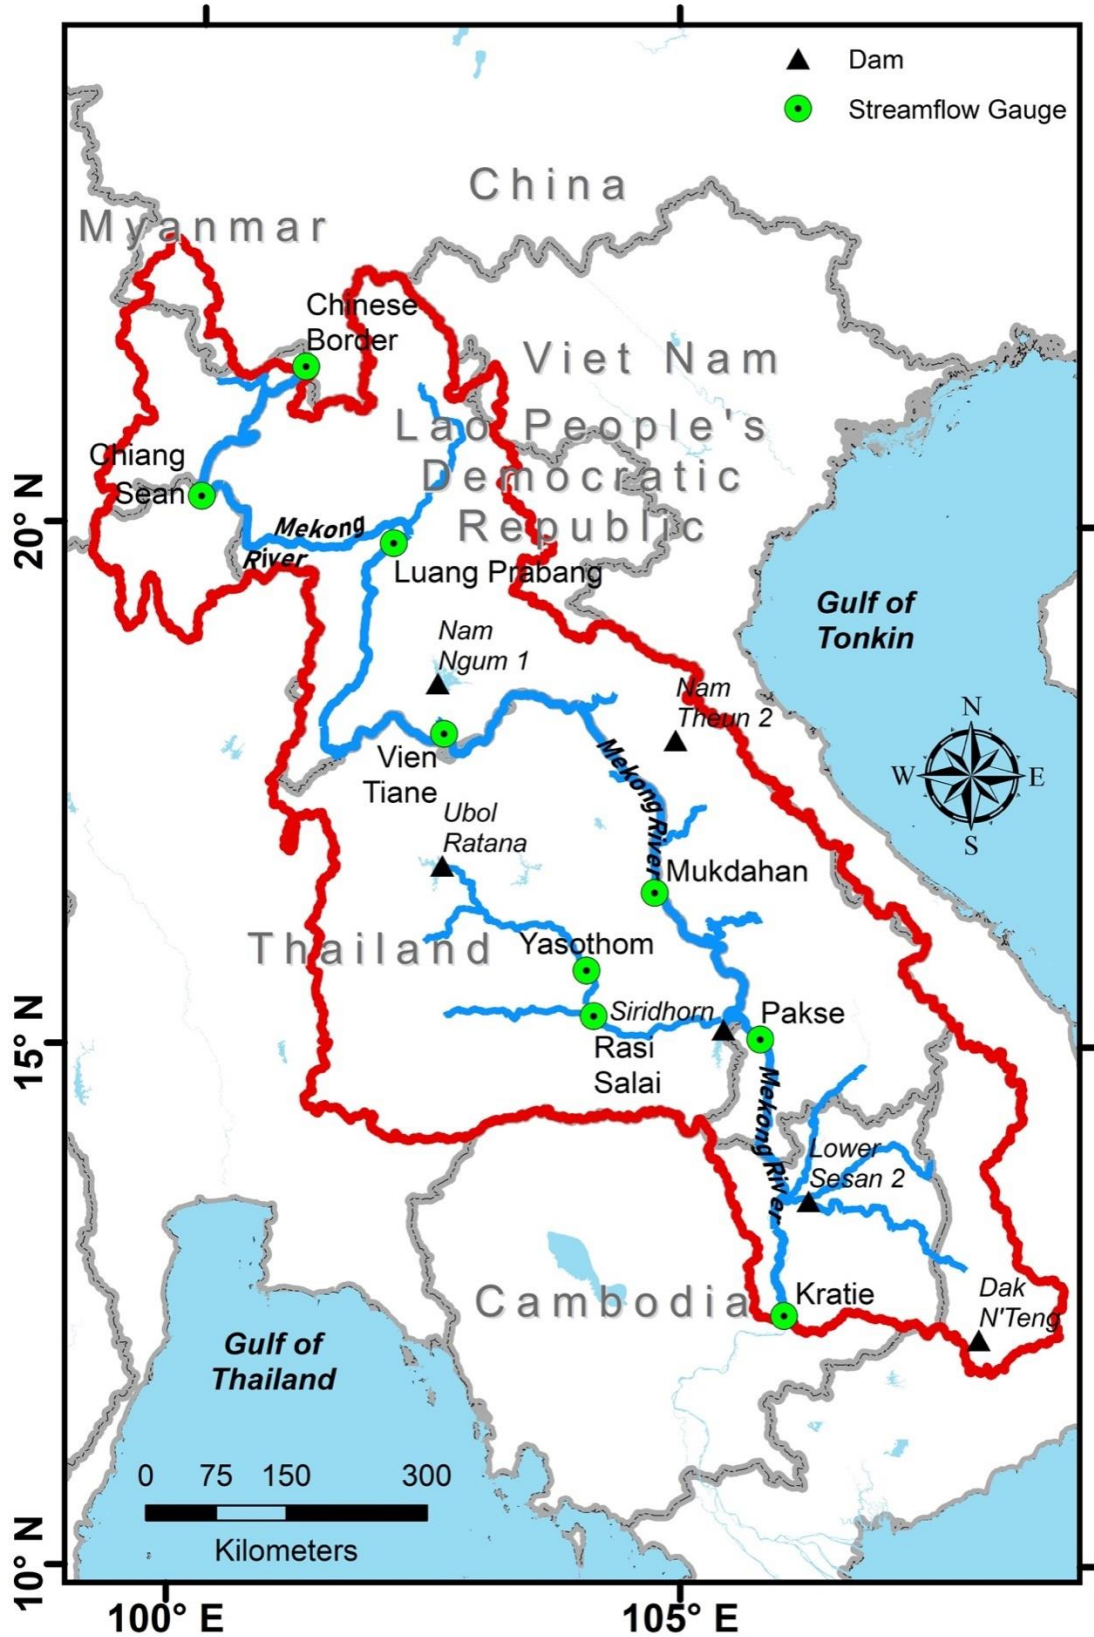 Dam
Streamflow Gauge
China
Myanmar
Chinese
Border
Viet Nam
Lao People's
Democratic
Republic
Chiang
Sean
20° N
Mekong
River
Luang Prabang
Gulf of
Tonkin
Nam
Ngum 1
Nam
Theun 2
N
W
E
S
Vien
Tiane
Mekong River
Ubol
Ratana
Mukdahan
Thailand
Yasothom
Siridhorn
Pakse
15° N
Rasi
Salai
Mekong River
Lower
Sesan 2
Cambodia
Kratie
Dak
N'Teng
Gulf of
Thailand
0 75 150 300
Kilometers
10° N
100° E
105° E